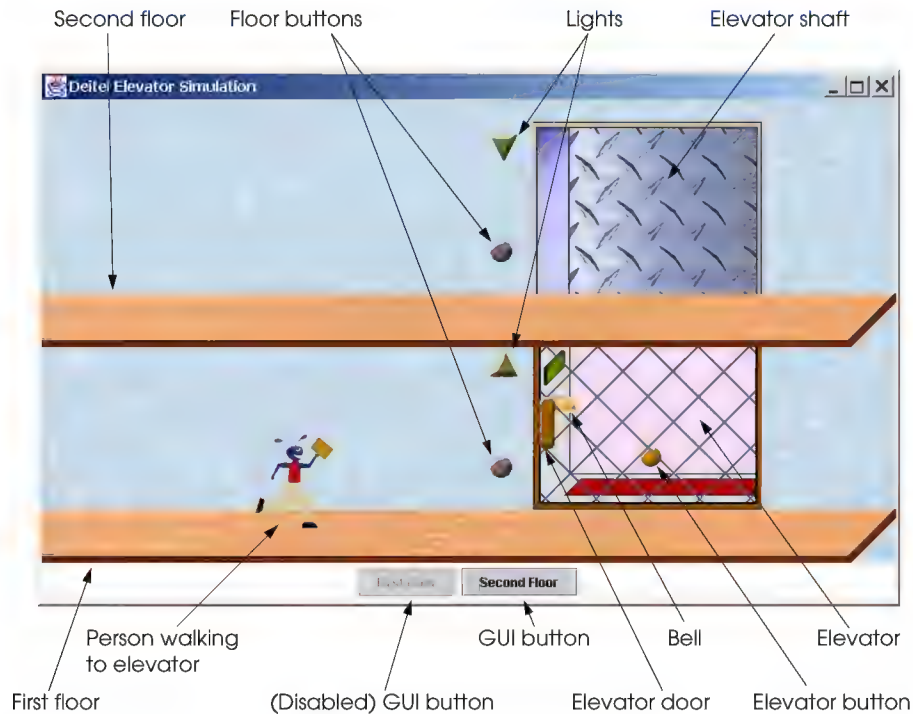 Second floor
Floor buttons
Lights
Elevator shaft
Deitel Elevator Simulation
Second Floor
Person walking
to elevator
GUI button
Bell
Elevator
First floor
(Disabled) GUI button
Elevator door
Elevator button